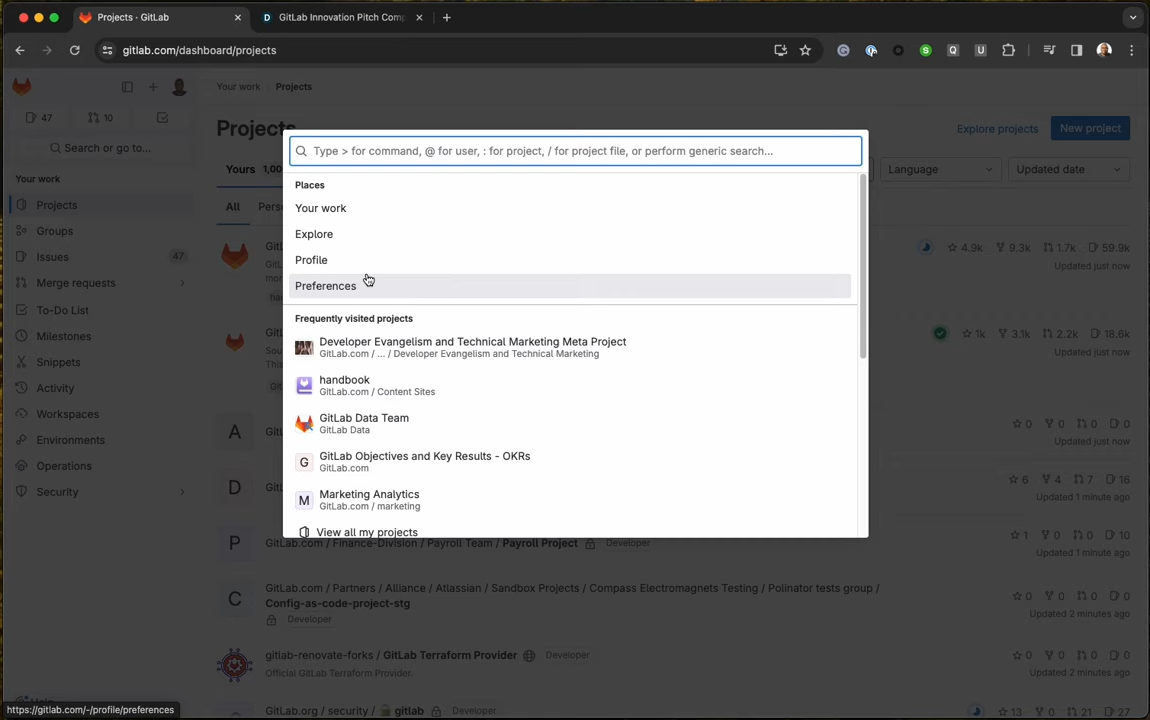 Projects · GitLab
GitLab Innovation Pitch Comp
gitlab.com/dashboard/projects
Your work
Projects
47
10
Search or go to...
Projects
Explore projects
New project
Type > for command, @ for user, : for project, / for project file, or perform generic search...
Yours 1,00
Language
Updated date
Your work
Places
Projects
All
Pers
Your work
Groups
Explore
4.9k 9.3k 1.7k 59.9k
Issues 47
Profile
Updated just now
Merge requests
Preferences
To-Do List
Frequently visited projects
Milestones
Developer Evangelism and Technical Marketing Meta Project
GitLab.com / ... / Developer Evangelism and Technical Marketing
1k 3.1k 2.2k 18.6k
Updated just now
Snippets
handbook
GitLab.com / Content Sites
Activity
Workspaces
GitLab Data Team
GitLab Data
A
0 0 0 0
Updated just now
Environments
G
GitLab Objectives and Key Results - OKRs
GitLab.com
Operations
D
6 4 7 16
Updated 1 minute ago
Security
M
Marketing Analytics
GitLab.com / marketing
View all my projects
P
GitLab.com / Finance-Division / Payroll Team / Payroll Project
Developer
1 0 0 10
Updated 1 minute ago
C
GitLab.com / Partners / Alliance / Atlassian / Sandbox Projects / Compass Electromagnets Testing / Polinator tests group /
Config-as-code-project-stg
Developer
0 0 0 0
Updated 2 minutes ago
gitlab-renovate-forks / GitLab Terraform Provider
Developer
Official GitLab Terraform Provider.
0 0 0 0
Updated 2 minutes ago
Help
https://gitlab.com/-/profile/preferences
GitLab.org / security / gitlab
Developer
13 0 21 27